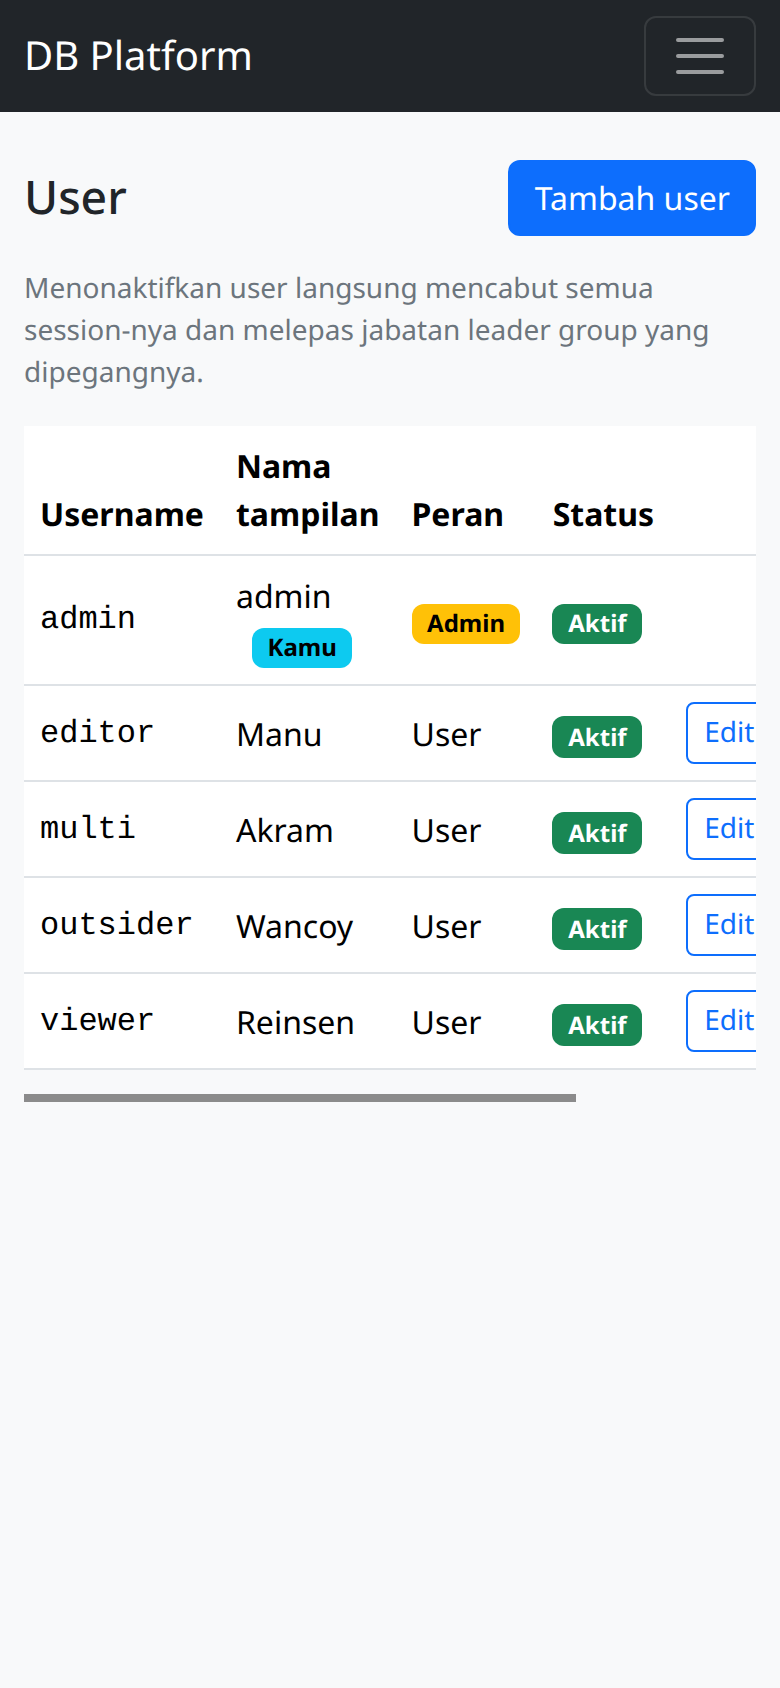 DB Platform
User
Tambah user
Menonaktifkan user langsung mencabut semua
session-nya dan melepas jabatan leader group yang
dipegangnya.
Username Nama tampilan Peran Status
admin admin Kamu Admin Aktif
editor Manu User Aktif Edit
multi Akram User Aktif Edit
outsider Wancoy User Aktif Edit
viewer Reinsen User Aktif Edit